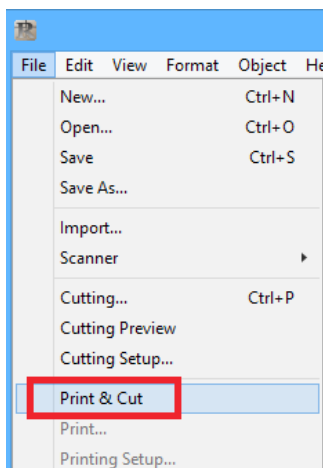 File Edit View Format Object He
New... Ctrl+N
Open... Ctrl+O
Save Ctrl+S
Save As...
Import...
Scanner
Cutting... Ctrl+P
Cutting Preview
Cutting Setup...
Print & Cut
Print...
Printing Setup...